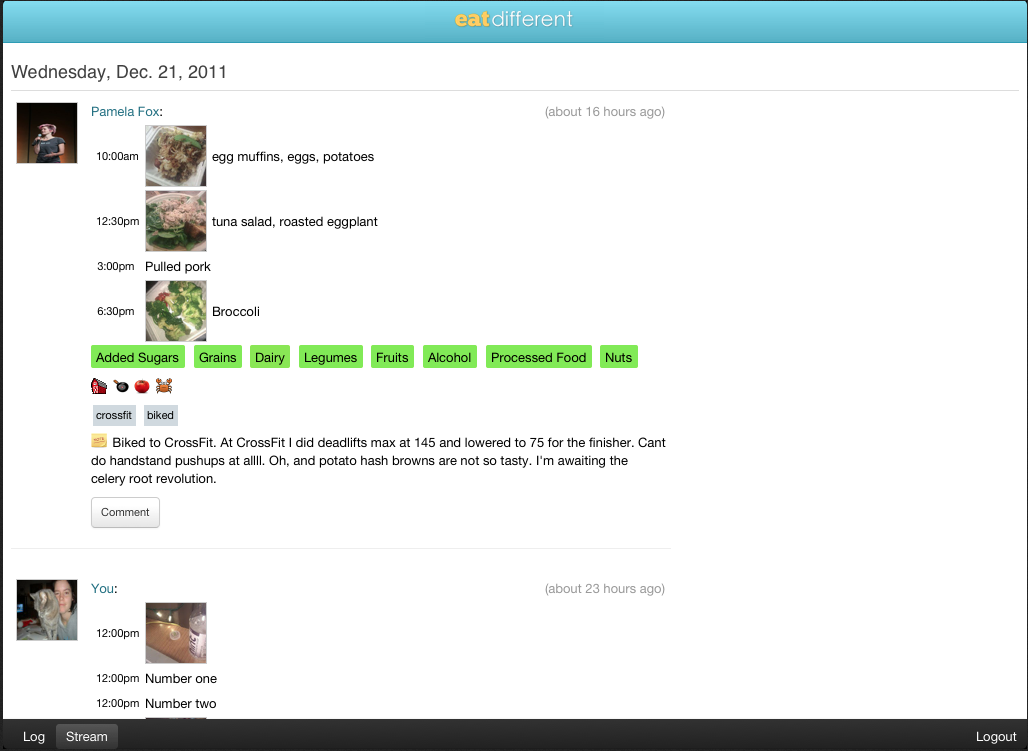 eatdifferent
Wednesday, Dec. 21, 2011
Pamela Fox: (about 16 hours ago)
10:00am egg muffins, eggs, potatoes
12:30pm tuna salad, roasted eggplant
3:00pm Pulled pork
6:30pm Broccoli
Added Sugars Grains Dairy Legumes Fruits Alcohol Processed Food Nuts
crossfit biked
Biked to CrossFit. At CrossFit I did deadlifts max at 145 and lowered to 75 for the finisher. Cant
do handstand pushups at allll. Oh, and potato hash browns are not so tasty. I'm awaiting the
celery root revolution.
Comment
You: (about 23 hours ago)
12:00pm
12:00pm Number one
12:00pm Number two
Log Stream Logout